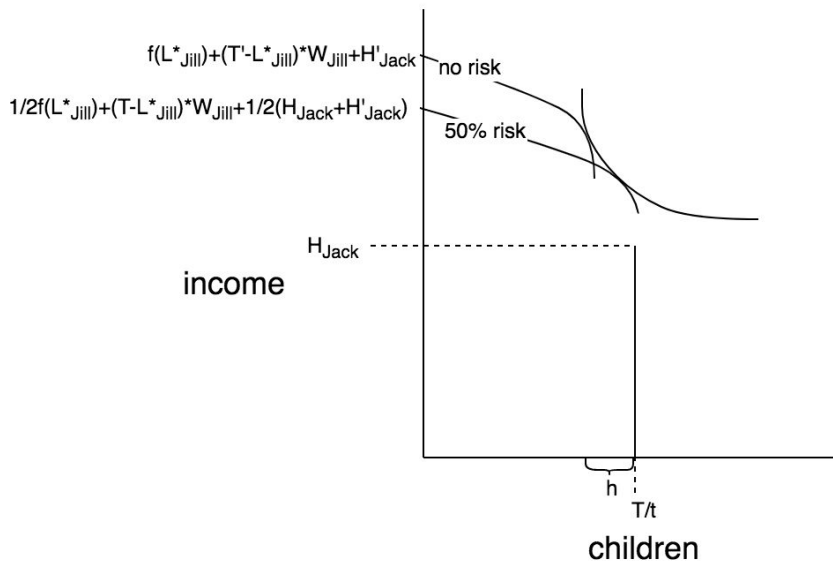 f(L*Jill)+(T'-L*Jill)*WJill+H'Jack
no risk
1/2f(L*Jill)+(T-L*Jill)*WJill+1/2(HJack+H'Jack)
50% risk
HJack
income
h
T/t
children